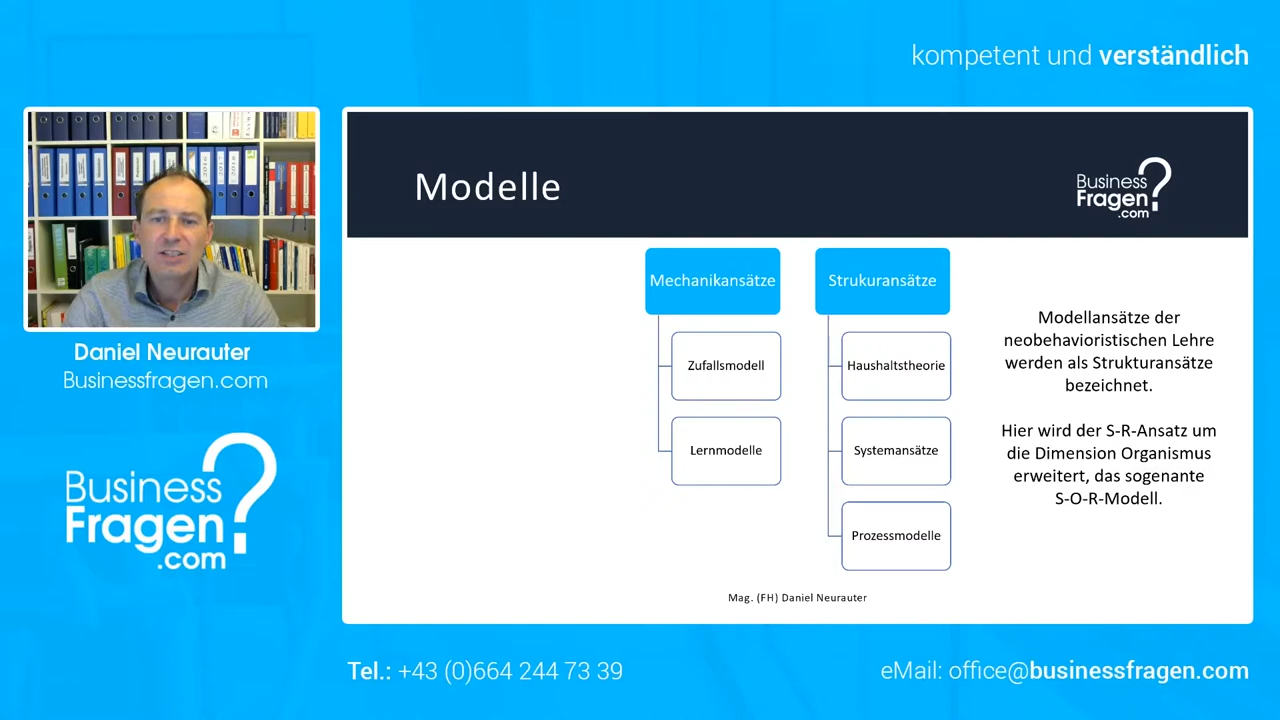 kompetent und verständlich
Daniel Neurauter
Businessfragen.com
Business
Fragen
.com
?
Modelle
Business
Fragen
.com
?
Mechanikansätze
Zufallsmodell
Lernmodelle
Strukuransätze
Haushaltstheorie
Systemansätze
Prozessmodelle
Modellansätze der
neobehavioristischen Lehre
werden als Strukturansätze
bezeichnet.
Hier wird der S-R-Ansatz um
die Dimension Organismus
erweitert, das sogenante
S-O-R-Modell.
Mag. (FH) Daniel Neurauter
Tel.: +43 (0)664 244 73 39
eMail: office@businessfragen.com